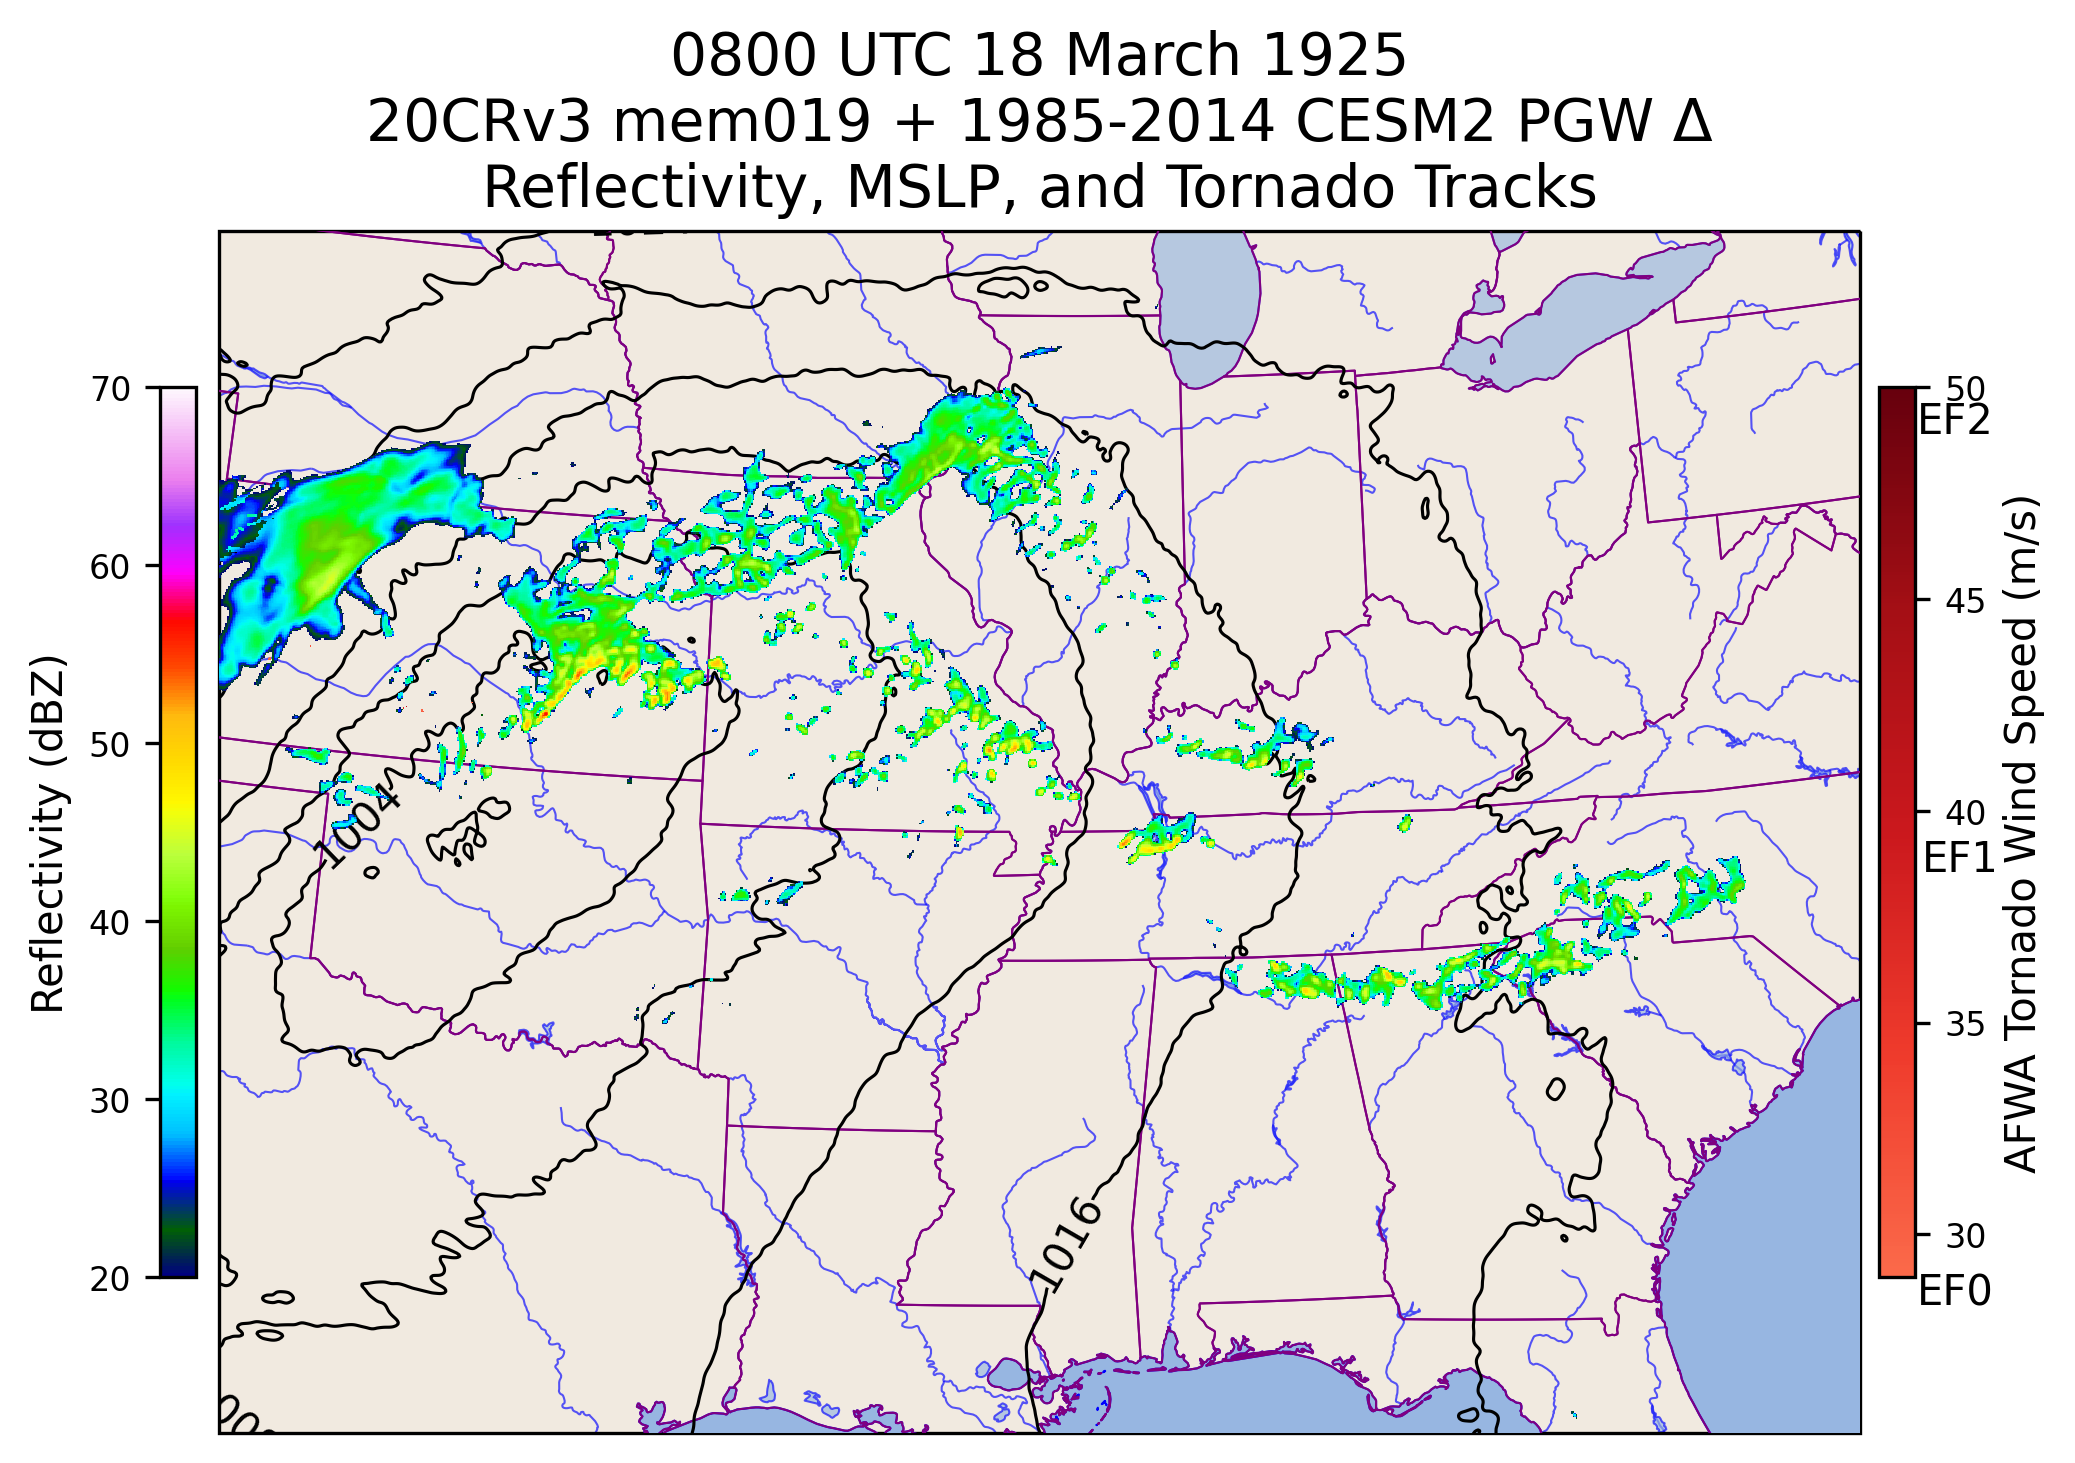 0800 UTC 18 March 1925
20CRv3 mem019 + 1985-2014 CESM2 PGW Δ
Reflectivity, MSLP, and Tornado Tracks
70
60
50
40
30
20
Reflectivity (dBZ)
1004
1016
50
EF2
45
40
EF1
35
30
EF0
AFWA Tornado Wind Speed (m/s)